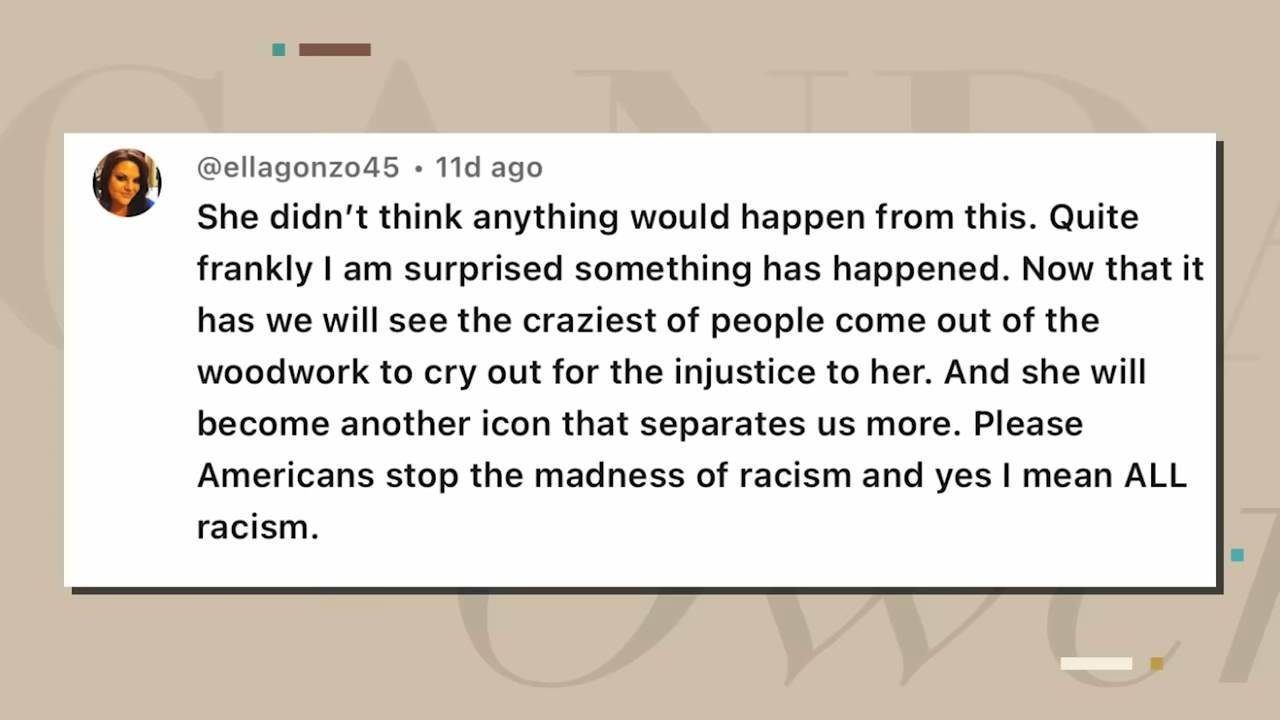 CAND
@ellagonzo45 • 11d ago
She didn’t think anything would happen from this. Quite
frankly I am surprised something has happened. Now that it
has we will see the craziest of people come out of the
woodwork to cry out for the injustice to her. And she will
become another icon that separates us more. Please
Americans stop the madness of racism and yes I mean ALL
racism.
Owen